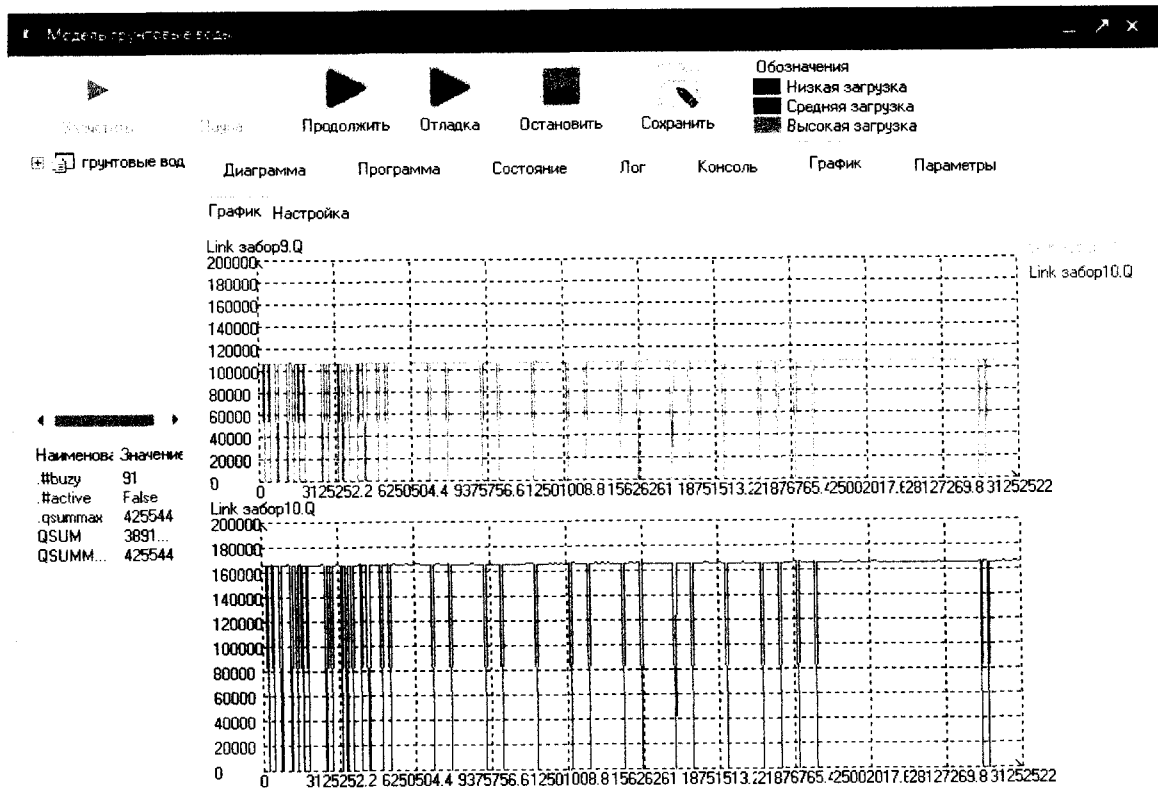 Модель грунтовые воды
Обозначения
Низкая загрузка
Средняя загрузка
Высокая загрузка
Продолжить Отладка Остановить Сохранить
грунтовые вод
Диаграмма Программа Состояние Лог Консоль График Параметры
График Настройка
Link забор9.Q
Link забор10.Q
200000
180000
160000
140000
120000
100000
80000
60000
40000
20000
0
0 3125252.2 6250504.4 9375756.6 12501008.8 15626261 18751513.2 21876765.4 25002017.6 28127269.8 31252522
Наименова Значение
.#buzy 91
.#active False
.qsummax 425544
QSUM 3891...
QSUMM... 425544
Link забор10.Q
200000
180000
160000
140000
120000
100000
80000
60000
40000
20000
0
0 3125252.2 6250504.4 9375756.6 12501008.8 15626261 18751513.2 21876765.4 25002017.6 28127269.8 31252522